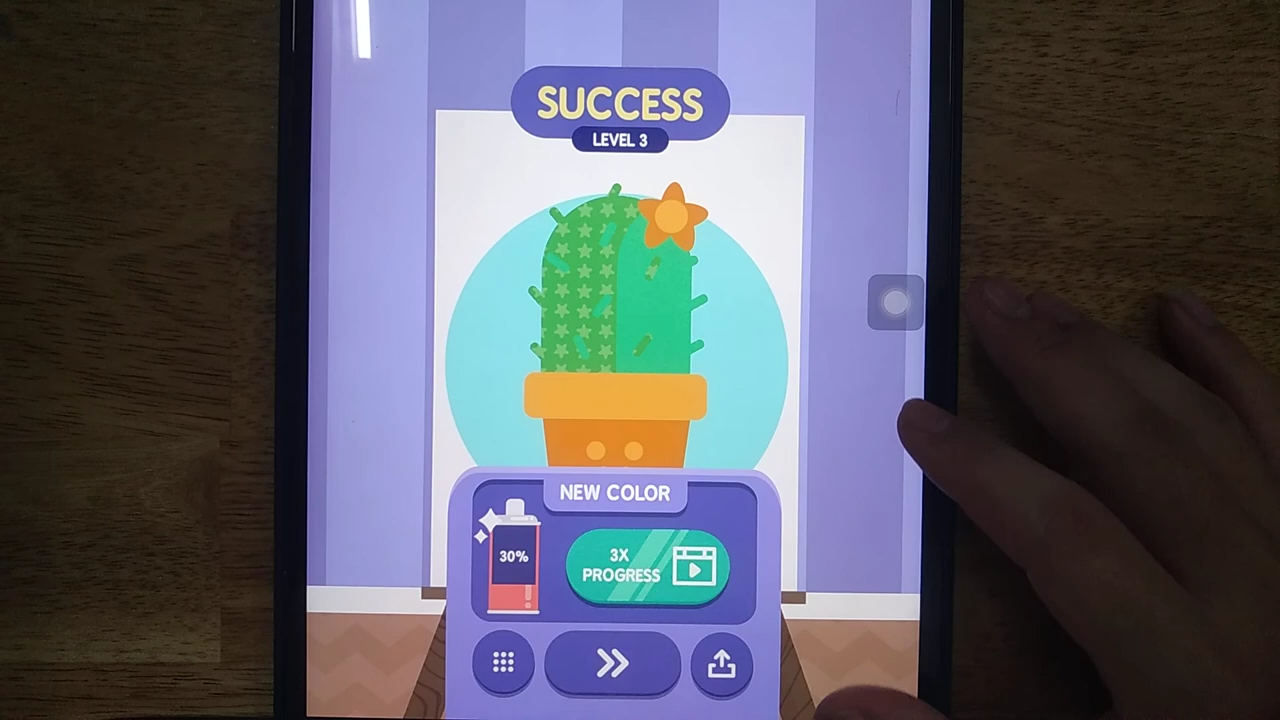 SUCCESS
LEVEL 3
NEW COLOR
30%
3X
PROGRESS